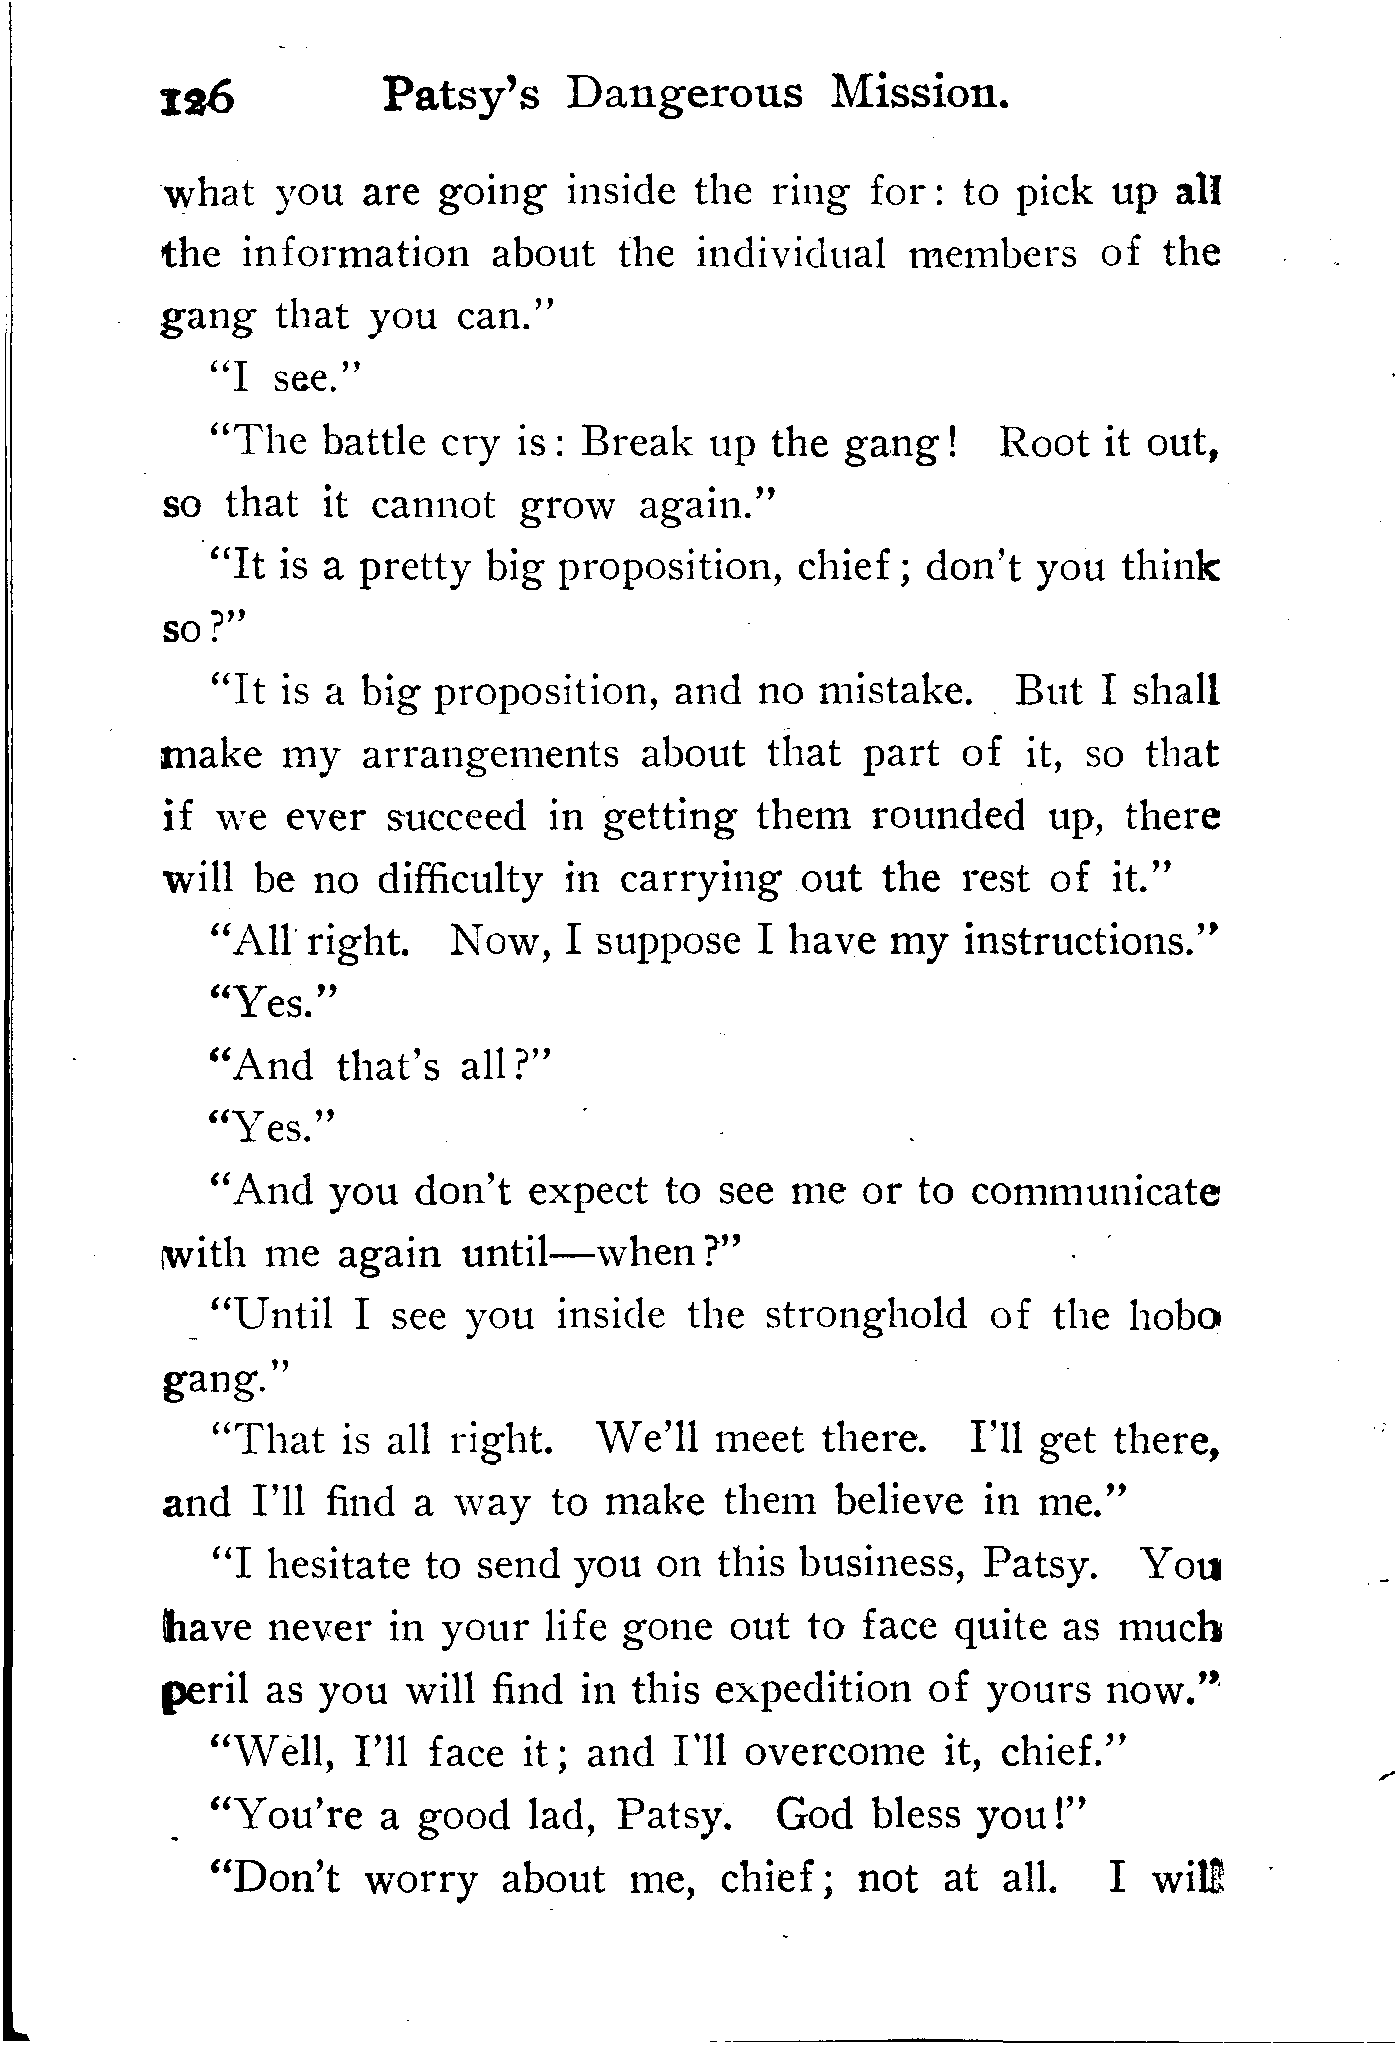 126 Patsy's Dangerous Mission.
what you are going inside the ring for: to pick up all
the information about the individual members of the
gang that you can."
"I see."
"The battle cry is: Break up the gang! Root it out,
so that it cannot grow again."
"It is a pretty big proposition, chief; don't you think
so?"
"It is a big proposition, and no mistake. But I shall
make my arrangements about that part of it, so that
if we ever succeed in getting them rounded up, there
will be no difficulty in carrying out the rest of it."
"All right. Now, I suppose I have my instructions."
"Yes."
"And that's all?"
"Yes."
"And you don't expect to see me or to communicate
with me again until—when?"
"Until I see you inside the stronghold of the hobo
gang."
"That is all right. We'll meet there. I'll get there,
and I'll find a way to make them believe in me."
"I hesitate to send you on this business, Patsy. You
have never in your life gone out to face quite as much
peril as you will find in this expedition of yours now."
"Well, I'll face it; and I'll overcome it, chief."
"You're a good lad, Patsy. God bless you!"
"Don't worry about me, chief; not at all. I will